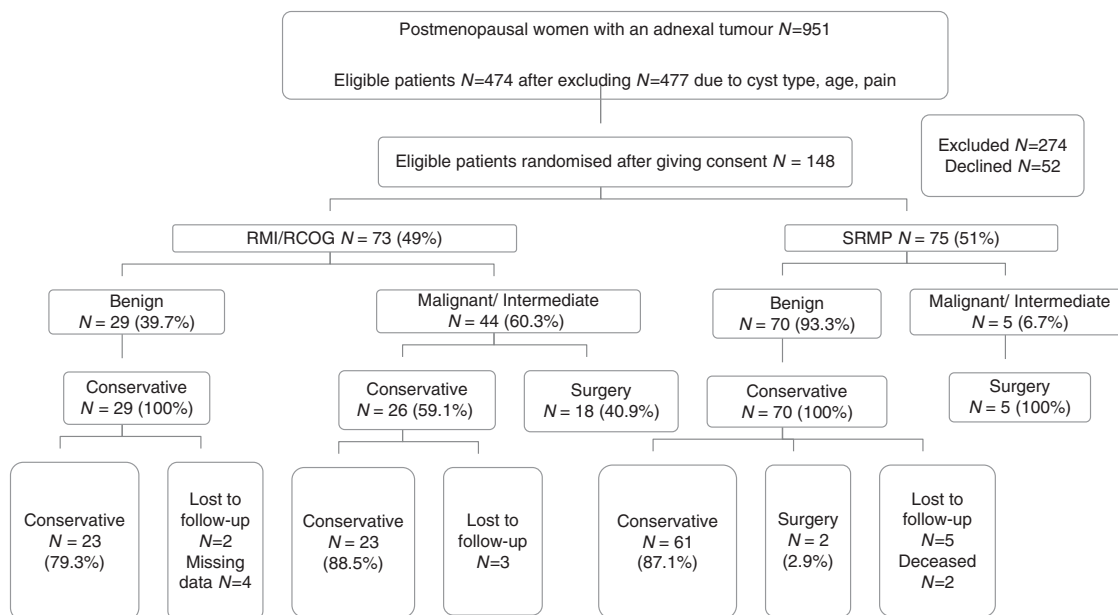 Postmenopausal women with an adnexal tumour N=951
Eligible patients N=474 after excluding N=477 due to cyst type, age, pain
Excluded N=274
Declined N=52
Eligible patients randomised after giving consent N = 148
RMI/RCOG N = 73 (49%)
SRMP N = 75 (51%)
Benign
N = 29 (39.7%)
Malignant/ Intermediate
N = 44 (60.3%)
Benign
N = 70 (93.3%)
Malignant/ Intermediate
N = 5 (6.7%)
Conservative
N = 29 (100%)
Conservative
N = 26 (59.1%)
Surgery
N = 18 (40.9%)
Conservative
N = 70 (100%)
Surgery
N = 5 (100%)
Conservative
N = 23
(79.3%)
Lost to
follow-up
N=2
Missing
data N=4
Conservative
N = 23
(88.5%)
Lost to
follow-up
N=3
Conservative
N = 61
(87.1%)
Surgery
N = 2
(2.9%)
Lost to
follow-up
N=5
Deceased
N=2